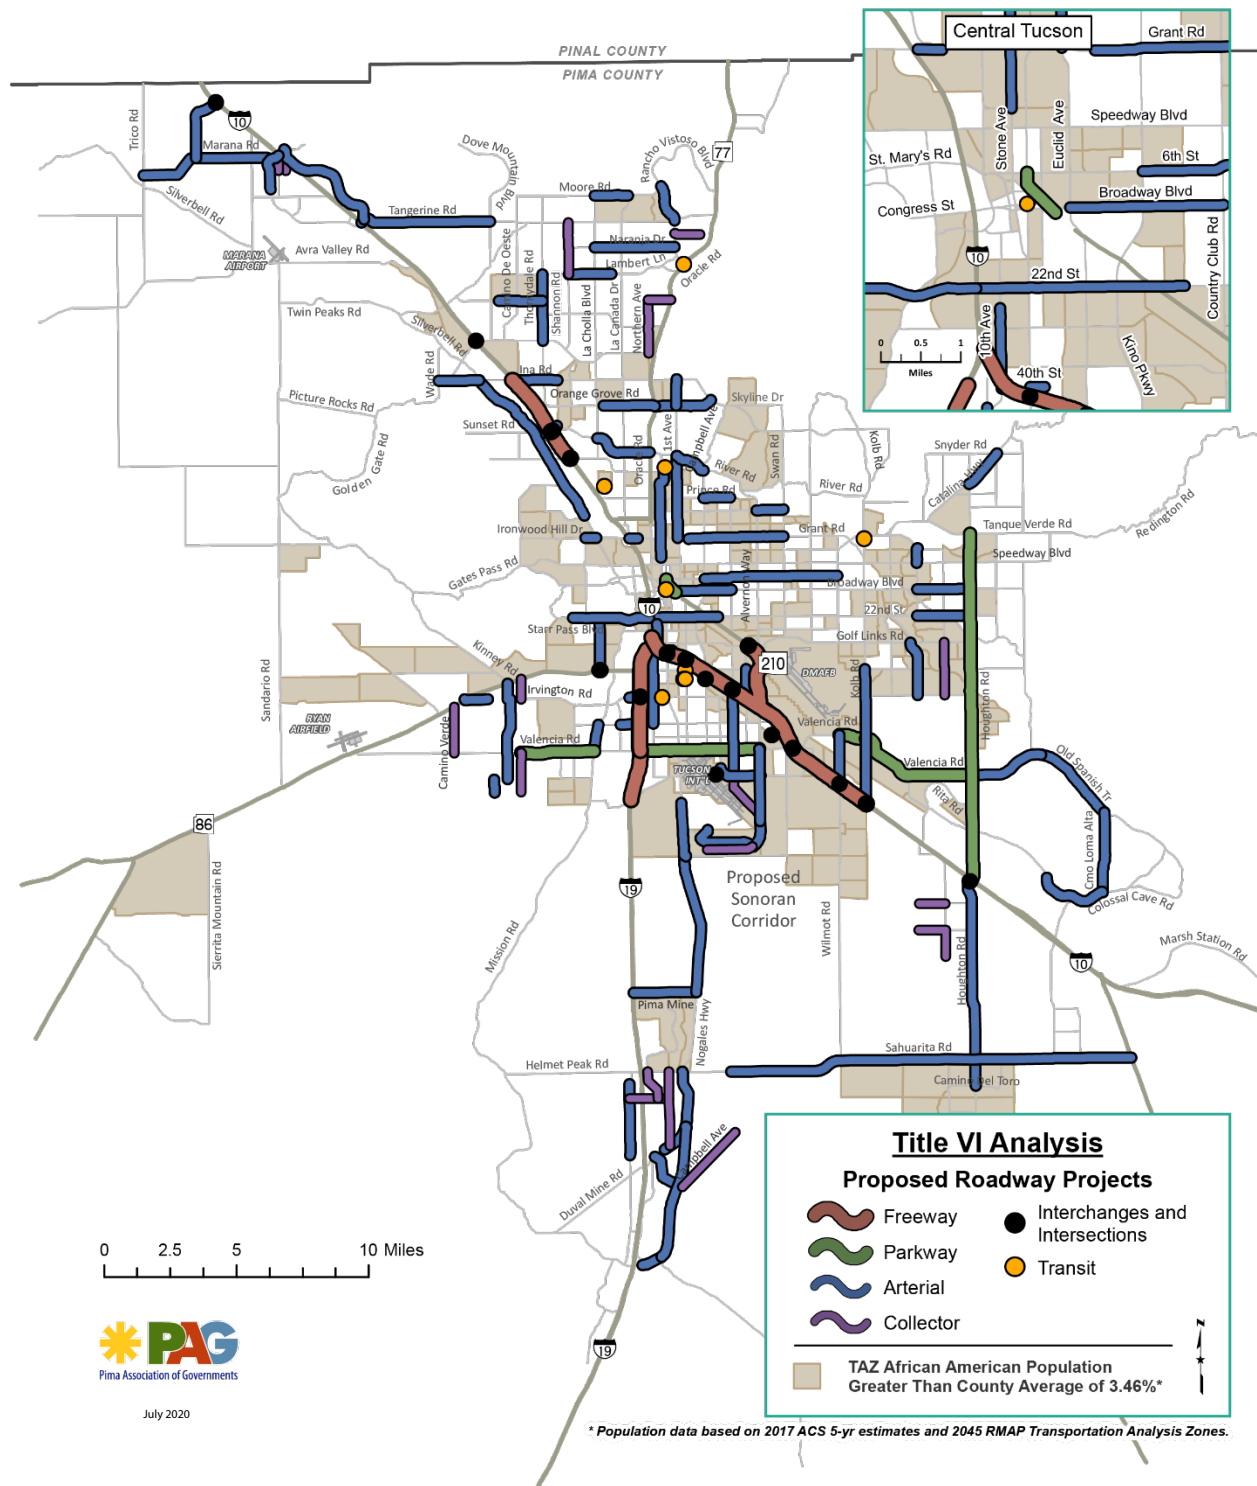 PINAL COUNTY
PIMA COUNTY
Central Tucson
Grant Rd
Stone Ave
Euclid Ave
Speedway Blvd
St. Mary's Rd
6th St
Broadway Blvd
Congress St
10
22nd St
Country Club Rd
10th Ave
Kino Pkwy
40th St
0 0.5 1
Miles
Trico Rd
10
Marana Rd
Silverbell Rd
Tangerine Rd
MARANA
AIRPORT
Avra Valley Rd
Twin Peaks Rd
Dove Mountain Blvd
Moore Rd
Rancho Vistoso Blvd
77
Naranja Dr
Lambert Ln
Oracle Rd
Camino De Oeste
Thornydale Rd
Shannon Rd
La Cholla Blvd
La Canada Dr
Northern Ave
Silverbell Rd
Wade Rd
Ina Rd
Orange Grove Rd
Skyline Dr
Picture Rocks Rd
Sunset Rd
Golden Gate Rd
Oracle Rd
1st Ave
Campbell Ave
River Rd
Swan Rd
Kolb Rd
Snyder Rd
Catalina Hwy
Prince Rd
River Rd
Redington Rd
Ironwood Hill Dr
Grant Rd
Tanque Verde Rd
Speedway Blvd
Gates Pass Rd
Alvernon Way
Broadway Blvd
10
22nd St
Starr Pass Blvd
Golf Links Rd
Kinney Rd
210
DMAFB
Kolb Rd
Sandario Rd
Irvington Rd
Houghton Rd
RYAN
AIRFIELD
Camino Verde
Valencia Rd
Valencia Rd
Valencia Rd
Old Spanish Tr
TUCSON
INT'L
Rita Rd
86
Cmo Loma Alta
Colossal Cave Rd
Sierrita Mountain Rd
19
Proposed
Sonoran
Corridor
Mission Rd
Wilmot Rd
Houghton Rd
Marsh Station Rd
10
Pima Mine
Nogales Hwy
Sahuarita Rd
Helmet Peak Rd
Camino Del Toro
Campbell Ave
Duval Mine Rd
19
Title VI Analysis
Proposed Roadway Projects
Freeway
Parkway
Arterial
Collector
Interchanges and
Intersections
Transit
TAZ African American Population
Greater Than County Average of 3.46%*
N
0 2.5 5 10 Miles
PAG
Pima Association of Governments
July 2020
* Population data based on 2017 ACS 5-yr estimates and 2045 RMAP Transportation Analysis Zones.